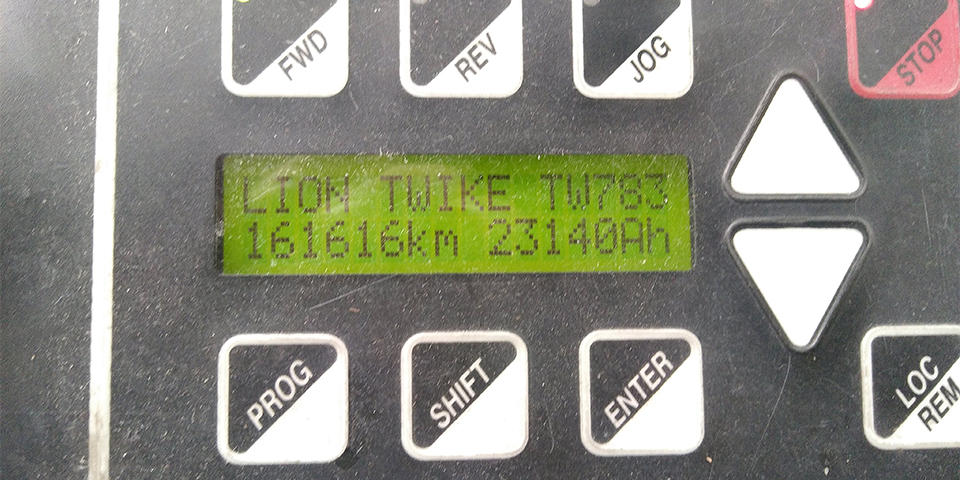 FWD REV JOG STOP
LION TWIKE TW783
161616km 23140Ah
PROG SHIFT ENTER LOC
REM